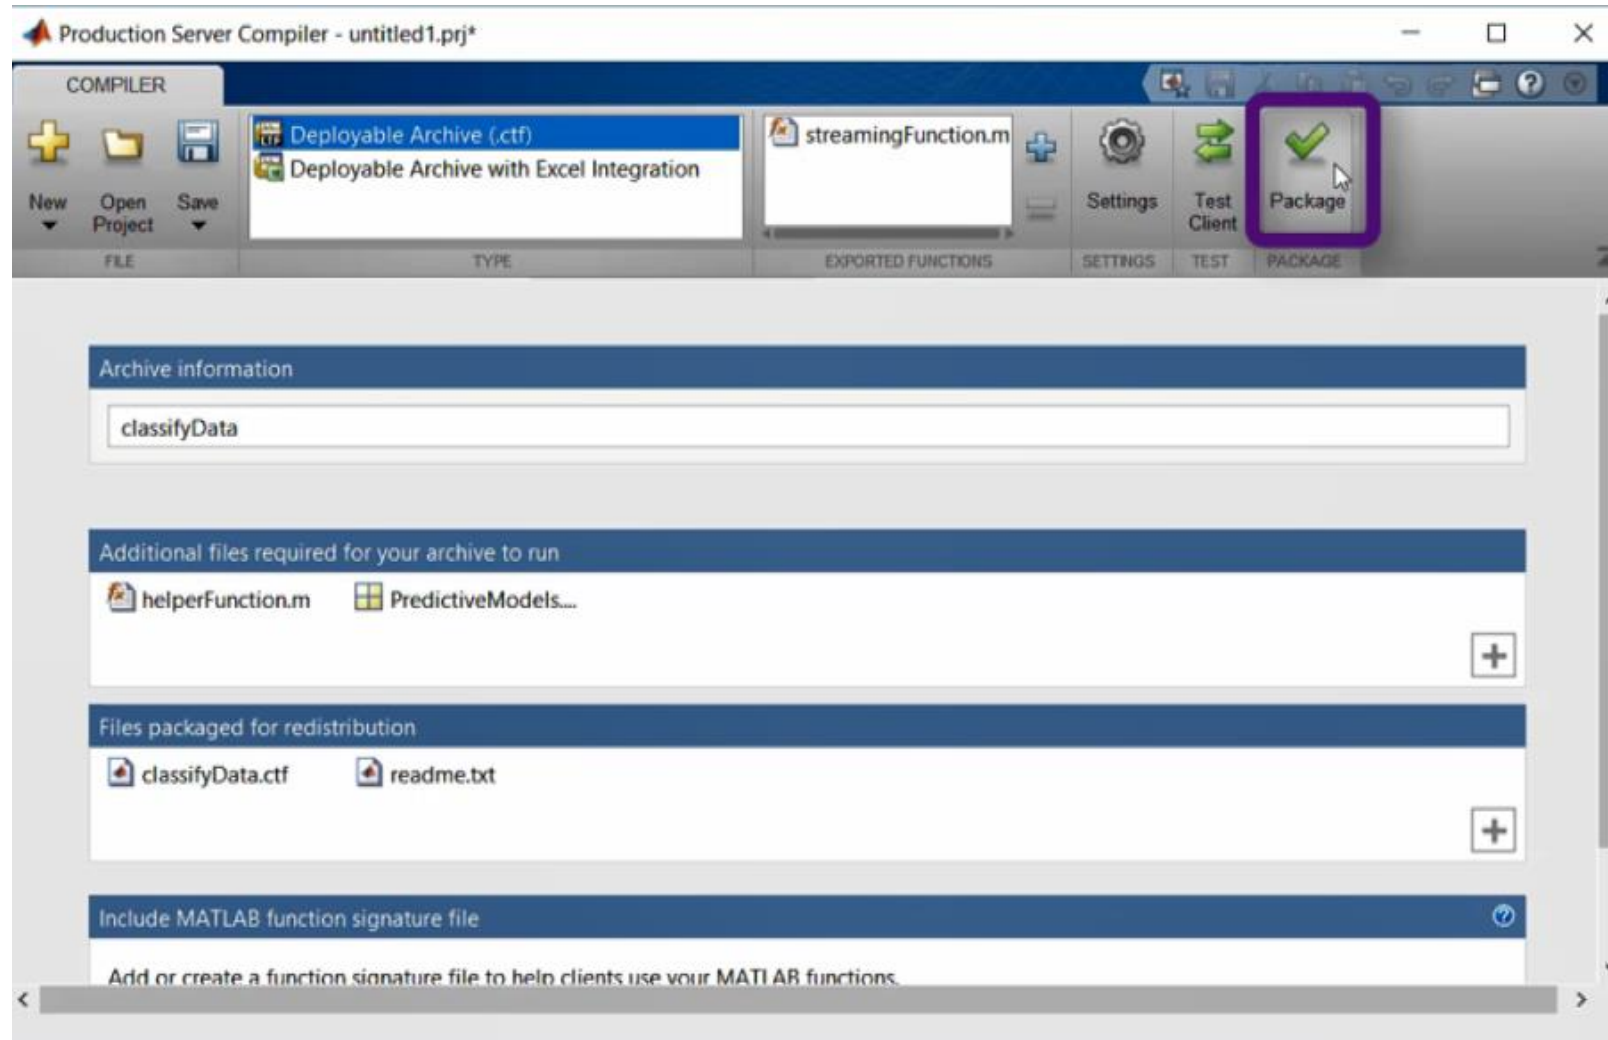 Production Server Compiler - untitled1.prj*
COMPILER
New
Open Project
Save
Deployable Archive (.ctf)
Deployable Archive with Excel Integration
streamingFunction.m
Settings
Test Client
Package
FILE
TYPE
EXPORTED FUNCTIONS
SETTINGS
TEST
PACKAGE
Archive information
classifyData
Additional files required for your archive to run
helperFunction.m
PredictiveModels....
Files packaged for redistribution
classifyData.ctf
readme.txt
Include MATLAB function signature file
Add or create a function signature file to help clients use your MATLAB functions.